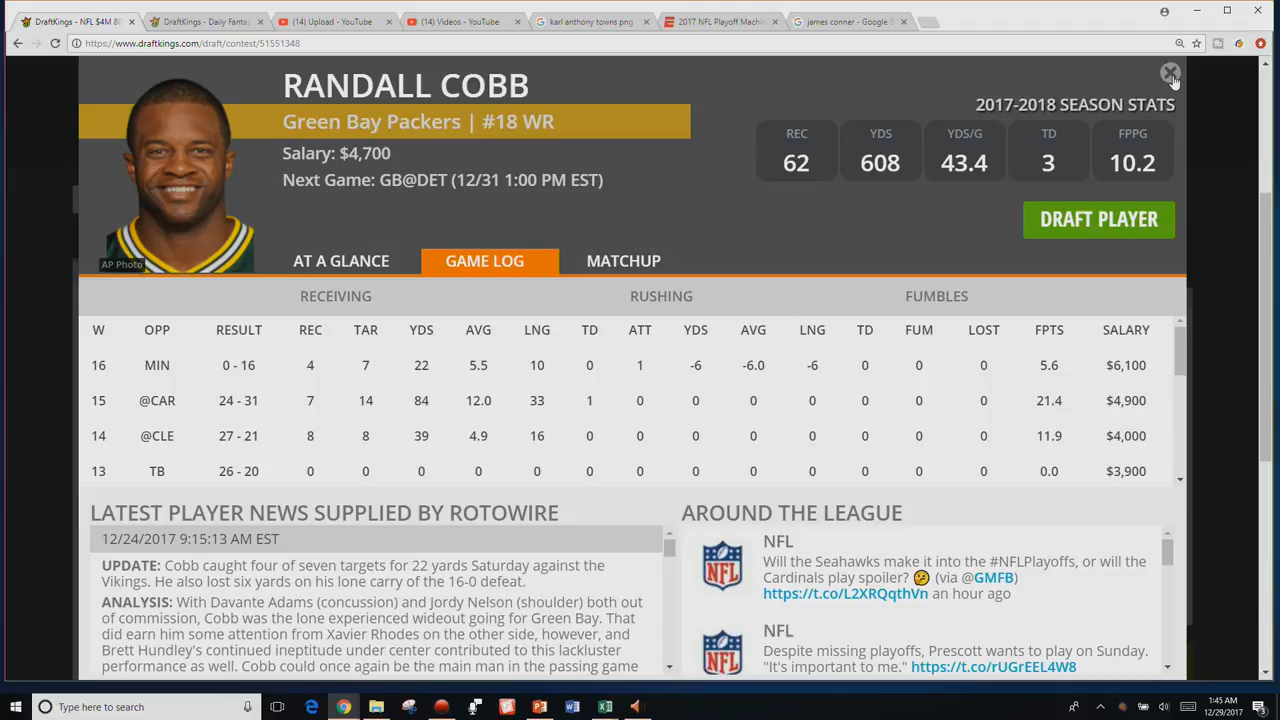 DraftKings - NFL $4M 80
DraftKings - Daily Fantas
(14) Upload - YouTube
(14) Videos - YouTube
karl anthony towns png
2017 NFL Playoff Machin
james conner - Google S
https://www.draftkings.com/draft/contest/51551348
RANDALL COBB
Green Bay Packers | #18 WR
Salary: $4,700
Next Game: GB@DET (12/31 1:00 PM EST)
2017-2018 SEASON STATS
REC YDS YDS/G TD FPPG
62 608 43.4 3 10.2
DRAFT PLAYER
AP Photo
AT A GLANCE GAME LOG MATCHUP
RECEIVING RUSHING FUMBLES
W OPP RESULT REC TAR YDS AVG LNG TD ATT YDS AVG LNG TD FUM LOST FPTS SALARY
16 MIN 0 - 16 4 7 22 5.5 10 0 1 -6 -6.0 -6 0 0 0 5.6 $6,100
15 @CAR 24 - 31 7 14 84 12.0 33 1 0 0 0 0 0 0 0 21.4 $4,900
14 @CLE 27 - 21 8 8 39 4.9 16 0 0 0 0 0 0 0 0 11.9 $4,000
13 TB 26 - 20 0 0 0 0 0 0 0 0 0 0 0 0 0 0.0 $3,900
LATEST PLAYER NEWS SUPPLIED BY ROTOWIRE
12/24/2017 9:15:13 AM EST
UPDATE: Cobb caught four of seven targets for 22 yards Saturday against the
Vikings. He also lost six yards on his lone carry of the 16-0 defeat.
ANALYSIS: With Davante Adams (concussion) and Jordy Nelson (shoulder) both out
of commission, Cobb was the lone experienced wideout going for Green Bay. That
did earn him some attention from Xavier Rhodes on the other side, however, and
Brett Hundley's continued ineptitude under center contributed to this lackluster
performance as well. Cobb could once again be the main man in the passing game
AROUND THE LEAGUE
NFL
Will the Seahawks make it into the #NFLPlayoffs, or will the
Cardinals play spoiler? 🤔 (via @GMFB)
https://t.co/L2XRQqthVn an hour ago
NFL
Despite missing playoffs, Prescott wants to play on Sunday.
"It's important to me." https://t.co/rUGrEEL4W8
Type here to search
1:45 AM
12/29/2017